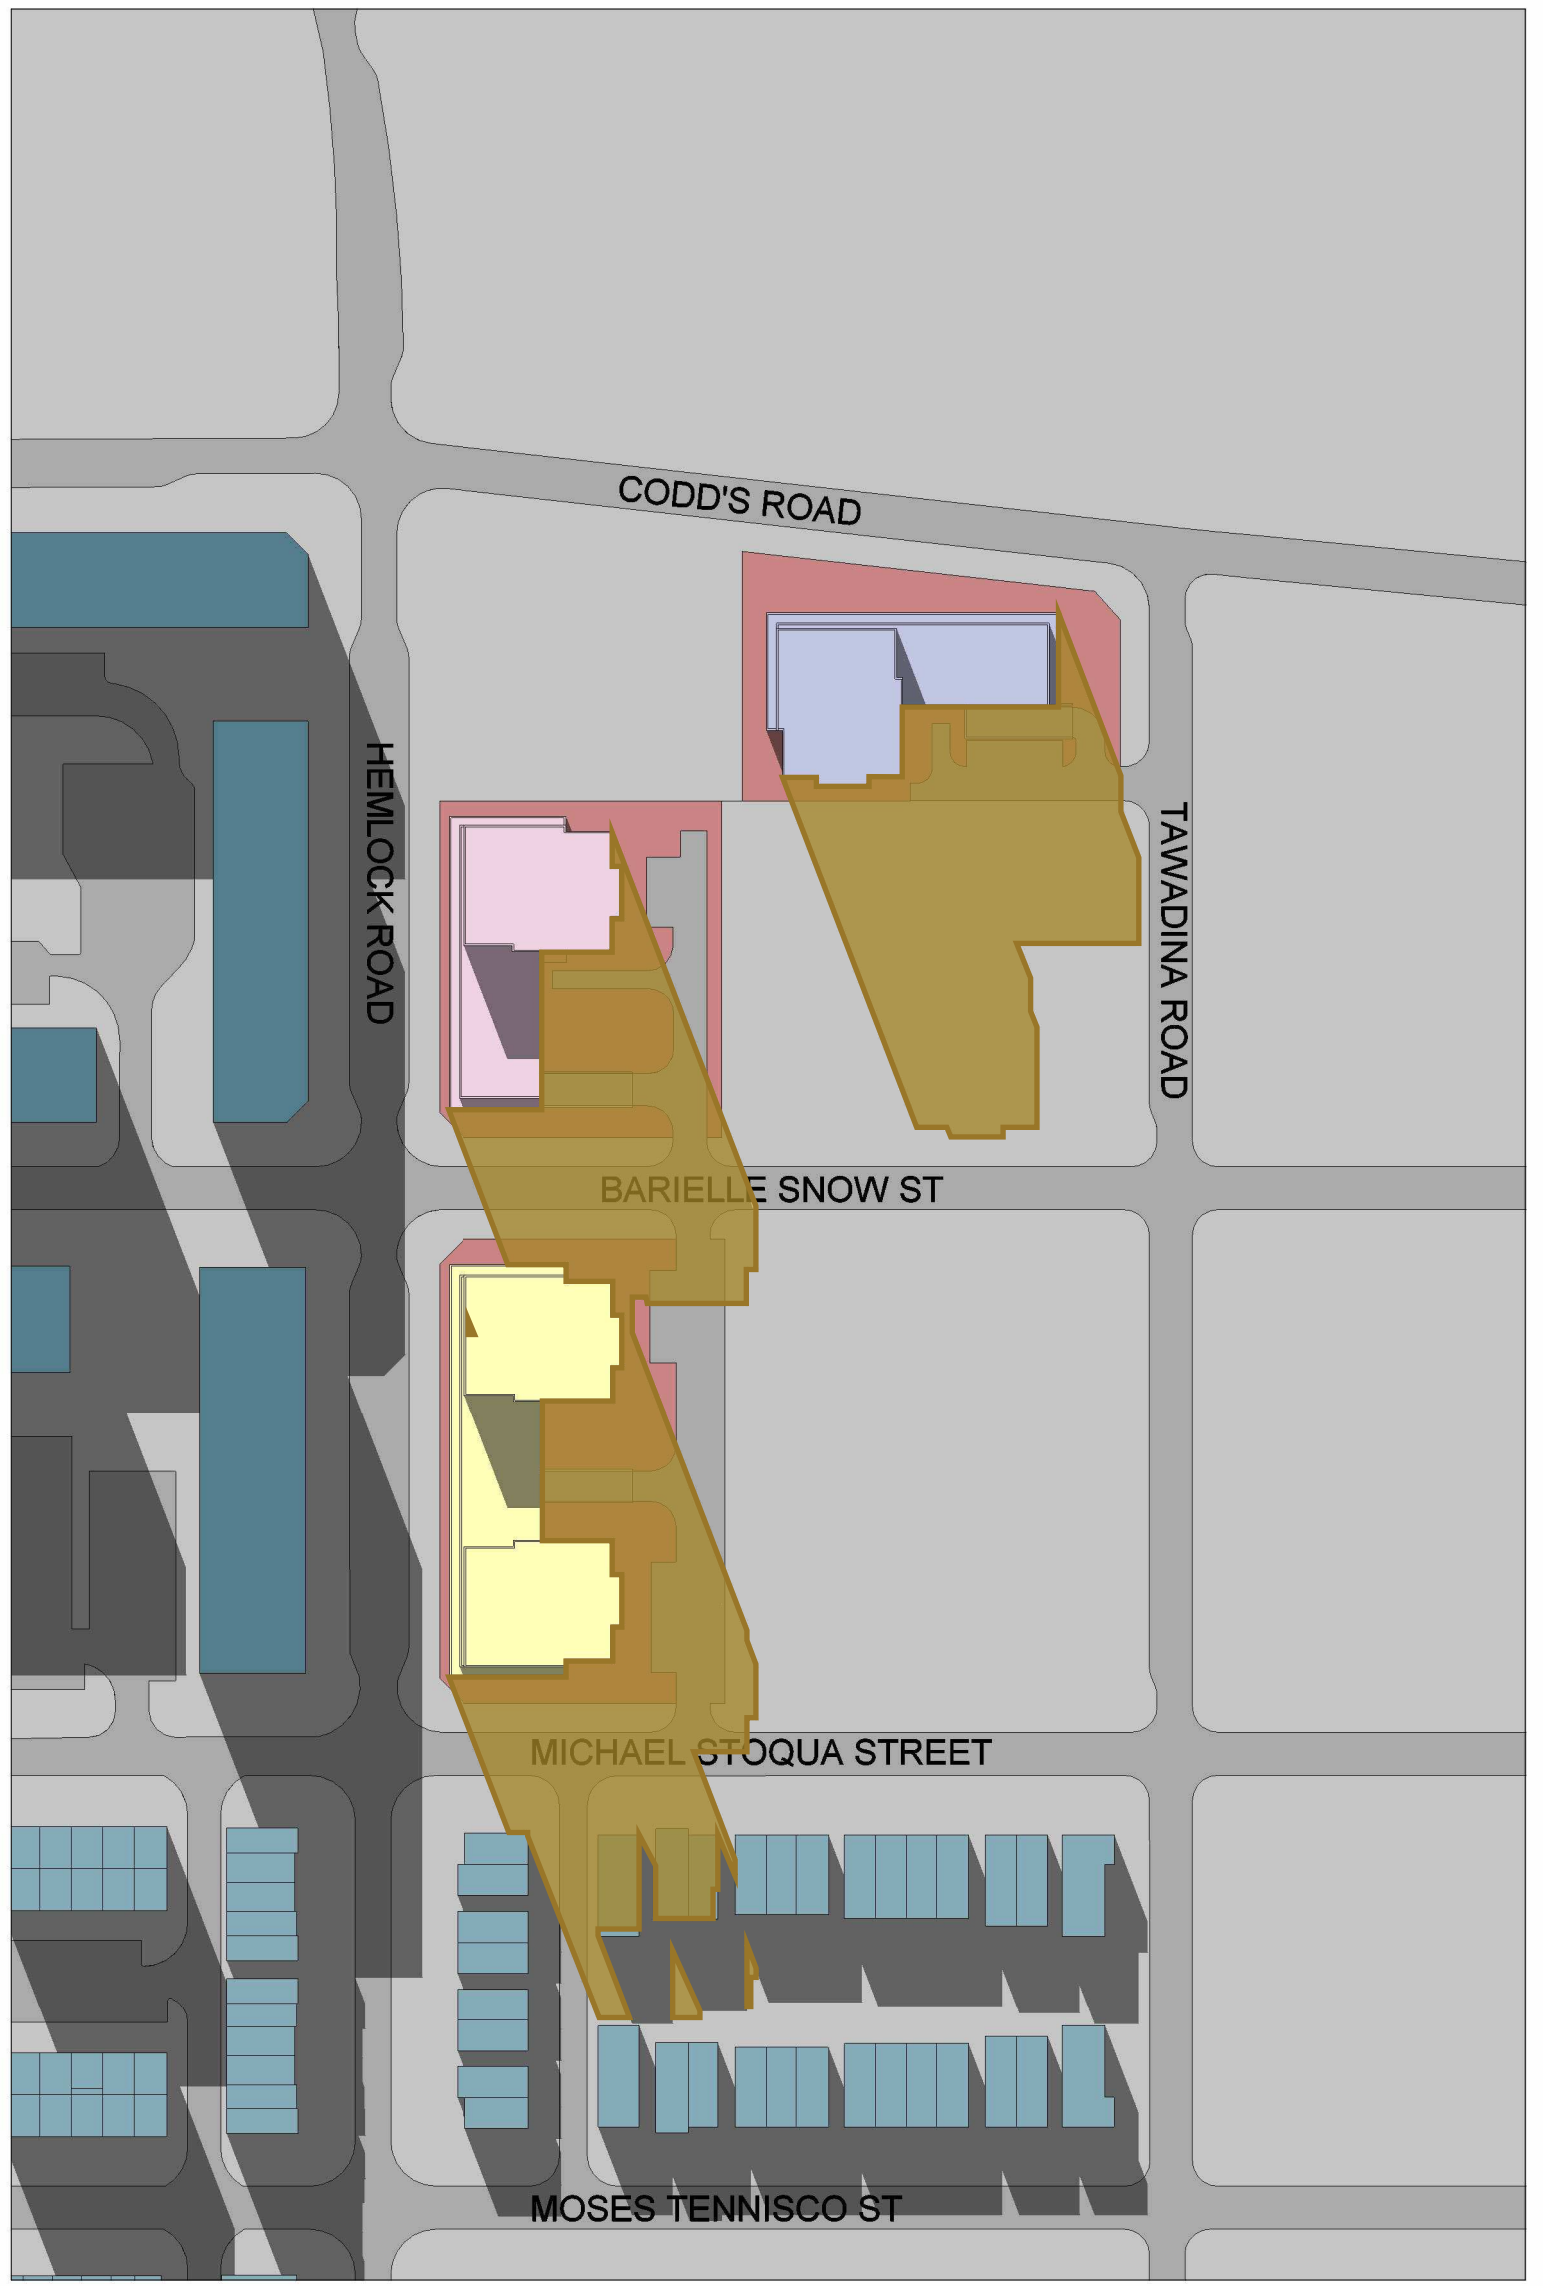 CODD'S ROAD
HEMLOCK ROAD
TAWADINA ROAD
BARIELLE SNOW ST
MICHAEL STOQUA STREET
MOSES TENNISCO ST